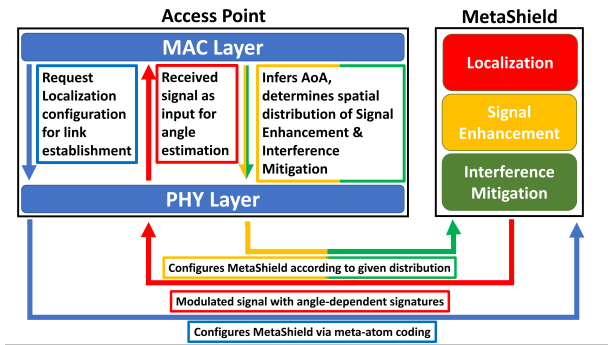 Access Point
MetaShield
MAC Layer
Request
Localization
configuration
for link
establishment
Received
signal as
input for
angle
estimation
Infers AoA,
determines spatial
distribution of Signal
Enhancement &
Interference
Mitigation
PHY Layer
Localization
Signal
Enhancement
Interference
Mitigation
Configures MetaShield according to given distribution
Modulated signal with angle-dependent signatures
Configures MetaShield via meta-atom coding